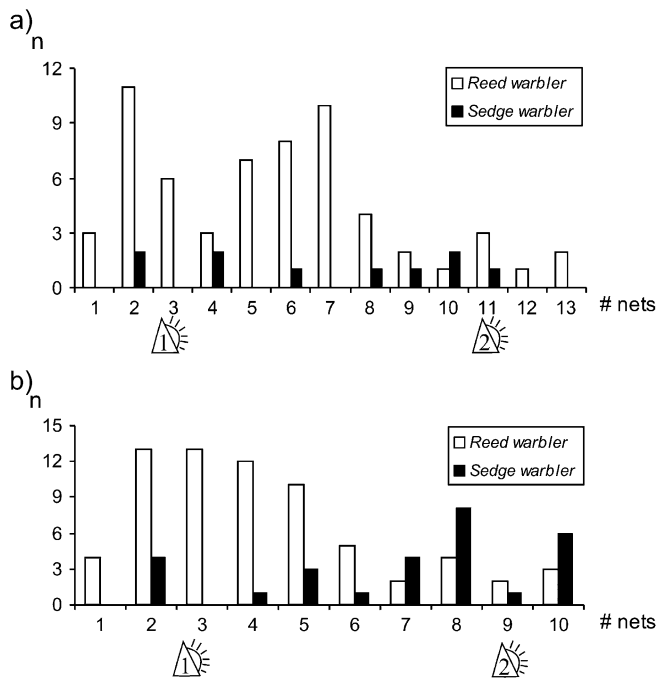 a)
n
12
Reed warbler
Sedge warbler
9
6
3
0
1 2 3 4 5 6 7 8 9 10 11 12 13 # nets
1 2
b)
n
15
Reed warbler
12
Sedge warbler
9
6
3
0
1 2 3 4 5 6 7 8 9 10 # nets
1 2